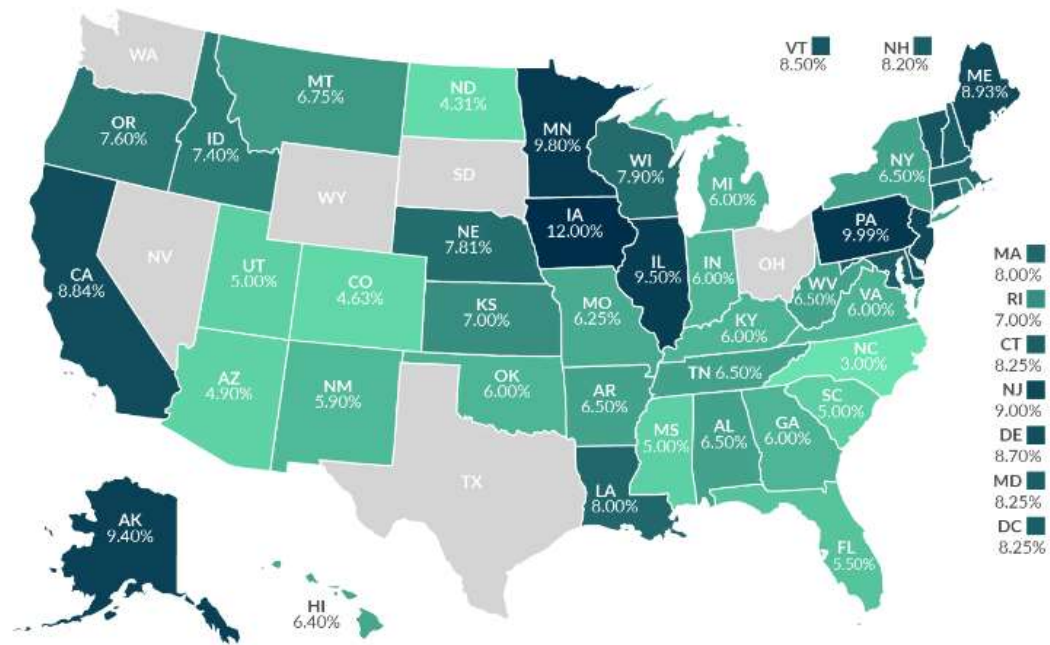 WA
VT
8.50%
NH
8.20%
ME
8.93%
MT
6.75%
ND
4.31%
OR
7.60%
ID
7.40%
MN
9.80%
WI
7.90%
MI
6.00%
NY
6.50%
WY
SD
IA
12.00%
PA
9.99%
NE
7.81%
NV
UT
5.00%
CO
4.63%
CA
8.84%
IL
9.50%
IN
6.00%
OH
WV
6.50%
VA
6.00%
MA
8.00%
RI
7.00%
CT
8.25%
NJ
9.00%
DE
8.70%
MD
8.25%
DC
8.25%
KS
7.00%
MO
6.25%
KY
6.00%
NC
3.00%
TN 6.50%
AZ
4.90%
NM
5.90%
OK
6.00%
AR
6.50%
SC
5.00%
MS
5.00%
AL
6.50%
GA
6.00%
TX
LA
8.00%
FL
5.50%
AK
9.40%
HI
6.40%